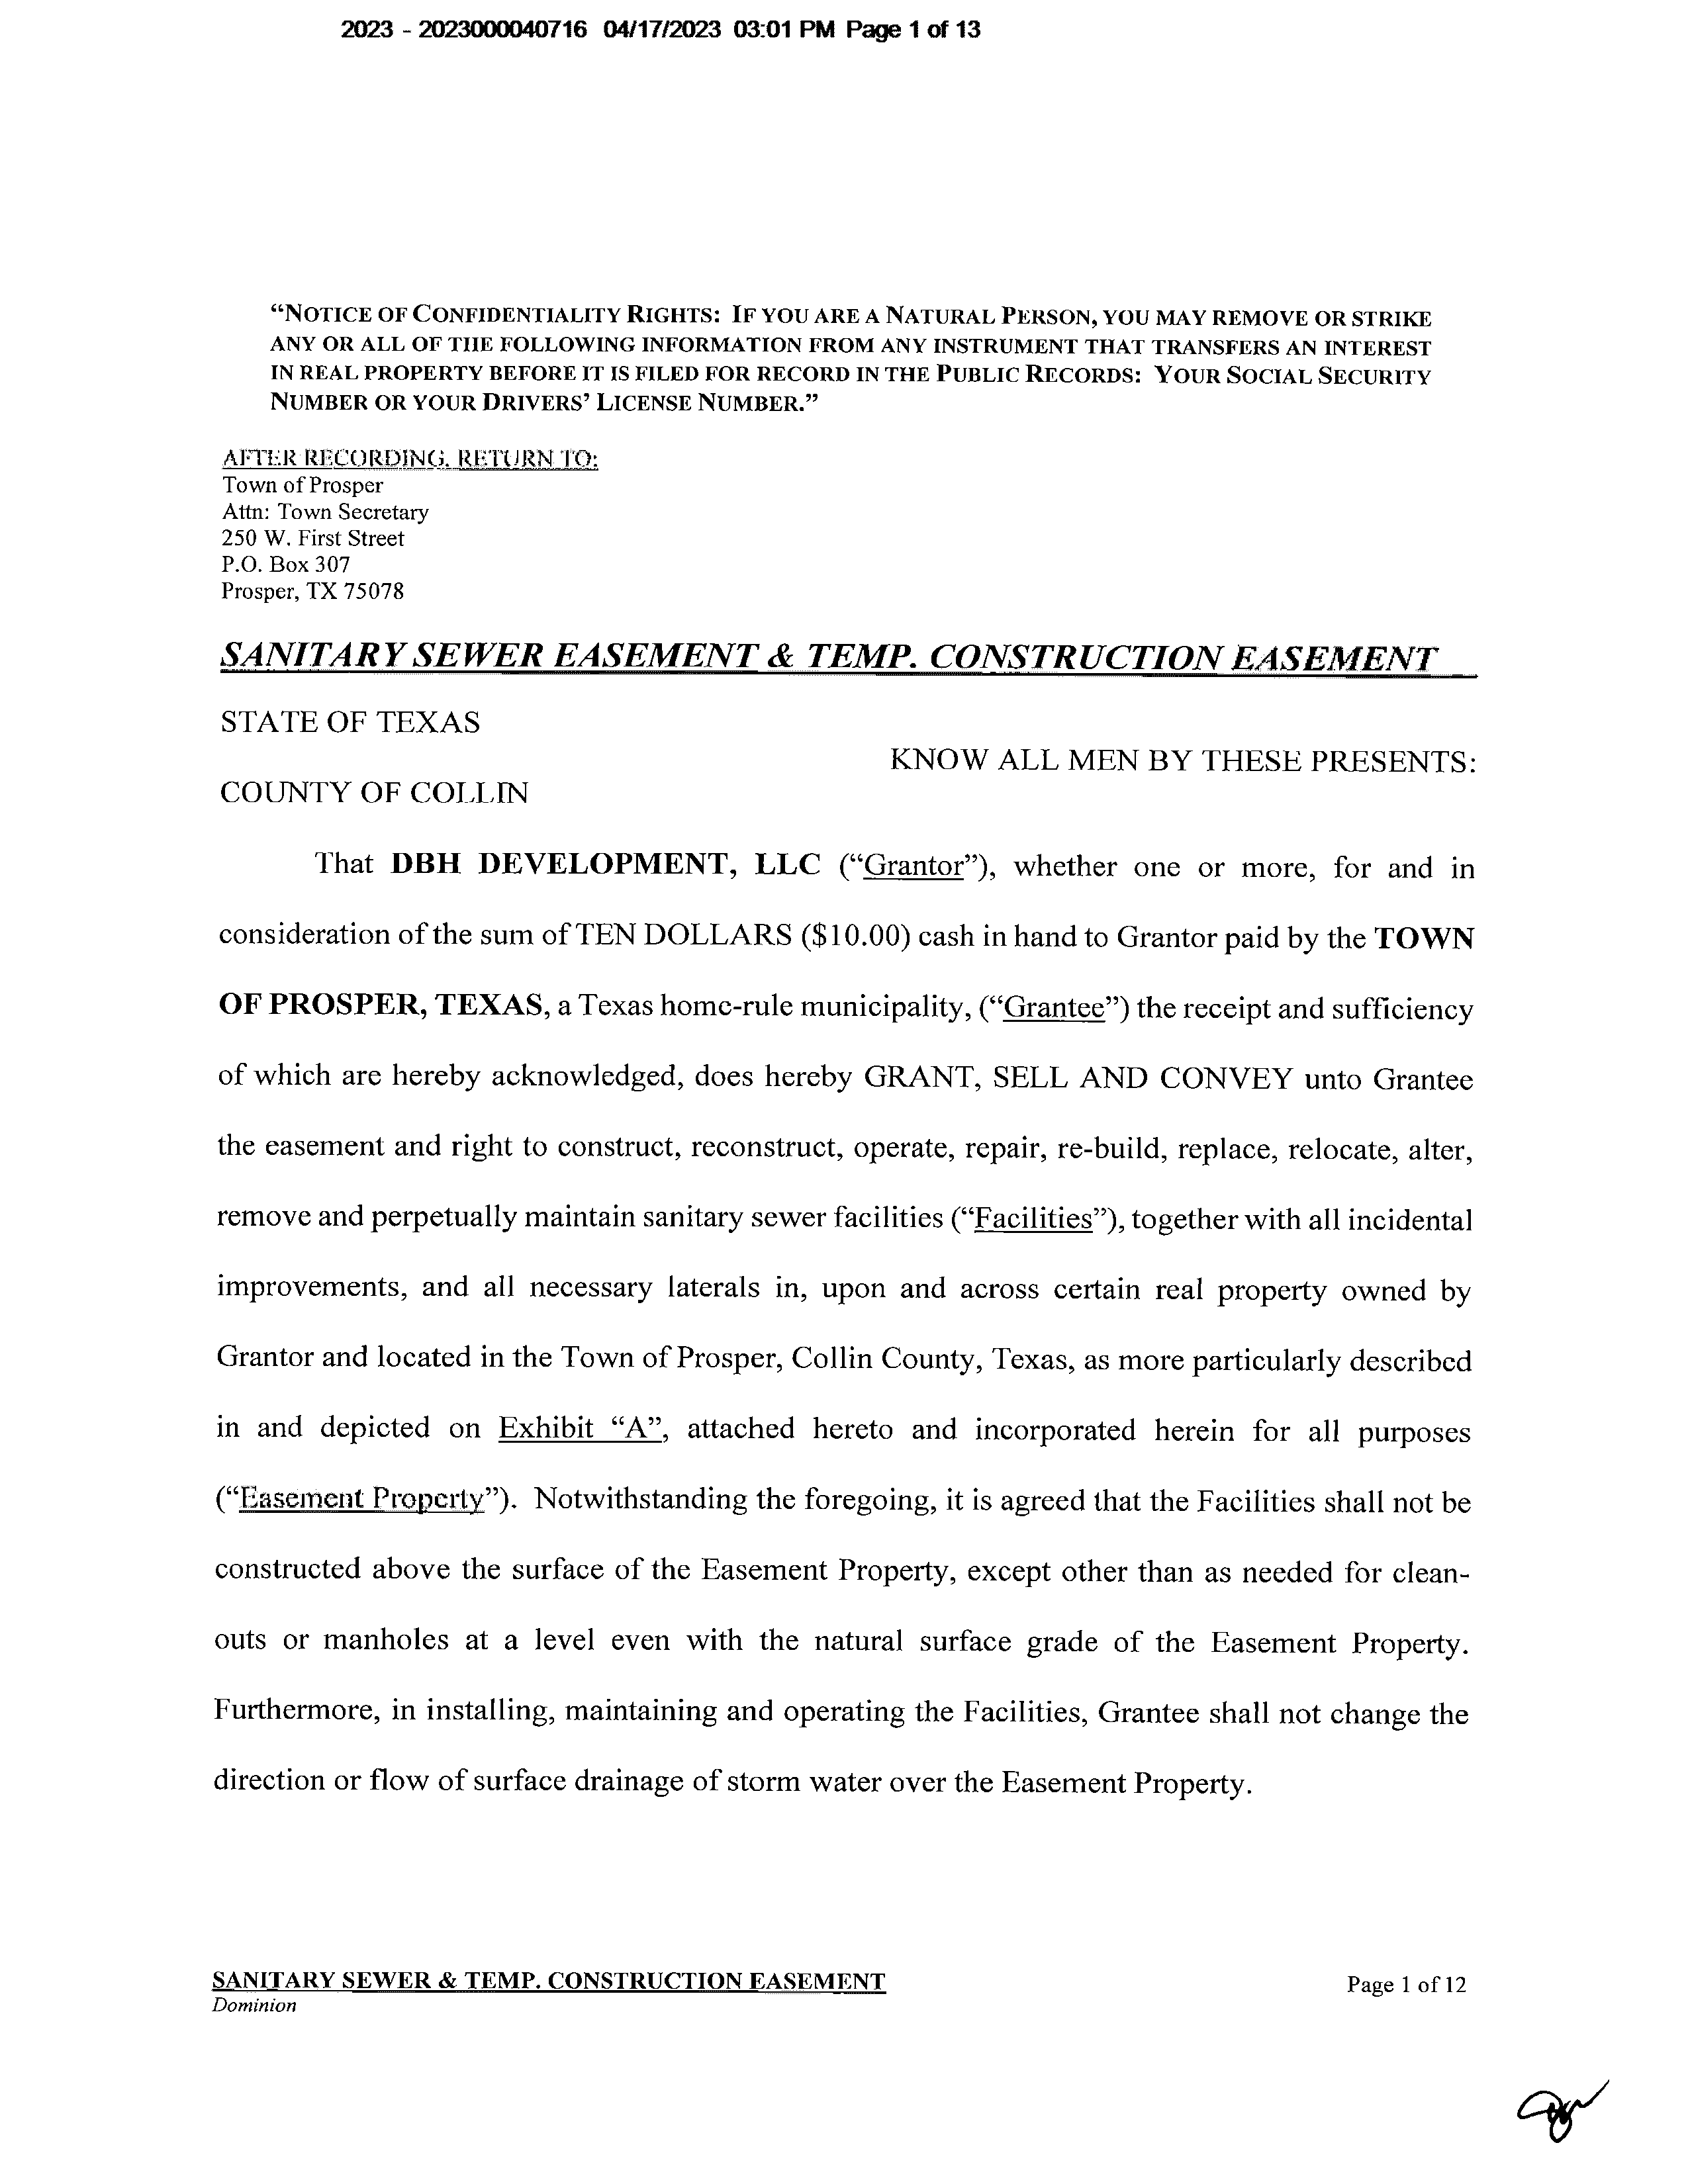 2023 - 2023000040716 04/17/2023 03:01 PM Page 1 of 13
“NOTICE OF CONFIDENTIALITY RIGHTS: IF YOU ARE A NATURAL PERSON, YOU MAY REMOVE OR STRIKE
ANY OR ALL OF THE FOLLOWING INFORMATION FROM ANY INSTRUMENT THAT TRANSFERS AN INTEREST
IN REAL PROPERTY BEFORE IT IS FILED FOR RECORD IN THE PUBLIC RECORDS: YOUR SOCIAL SECURITY
NUMBER OR YOUR DRIVERS’ LICENSE NUMBER.”
AFTER RECORDING, RETURN TO:
Town of Prosper
Attn: Town Secretary
250 W. First Street
P.O. Box 307
Prosper, TX 75078
SANITARY SEWER EASEMENT & TEMP. CONSTRUCTION EASEMENT
STATE OF TEXAS
KNOW ALL MEN BY THESE PRESENTS:
COUNTY OF COLLIN
That DBH DEVELOPMENT, LLC (“Grantor”), whether one or more, for and in
consideration of the sum of TEN DOLLARS ($10.00) cash in hand to Grantor paid by the TOWN
OF PROSPER, TEXAS, a Texas home-rule municipality, (“Grantee”) the receipt and sufficiency
of which are hereby acknowledged, does hereby GRANT, SELL AND CONVEY unto Grantee
the easement and right to construct, reconstruct, operate, repair, re-build, replace, relocate, alter,
remove and perpetually maintain sanitary sewer facilities (“Facilities”), together with all incidental
improvements, and all necessary laterals in, upon and across certain real property owned by
Grantor and located in the Town of Prosper, Collin County, Texas, as more particularly described
in and depicted on Exhibit “A”, attached hereto and incorporated herein for all purposes
(“Easement Property”). Notwithstanding the foregoing, it is agreed that the Facilities shall not be
constructed above the surface of the Easement Property, except other than as needed for clean-
outs or manholes at a level even with the natural surface grade of the Easement Property.
Furthermore, in installing, maintaining and operating the Facilities, Grantee shall not change the
direction or flow of surface drainage of storm water over the Easement Property.
SANITARY SEWER & TEMP. CONSTRUCTION EASEMENT
Page 1 of 12
Dominion